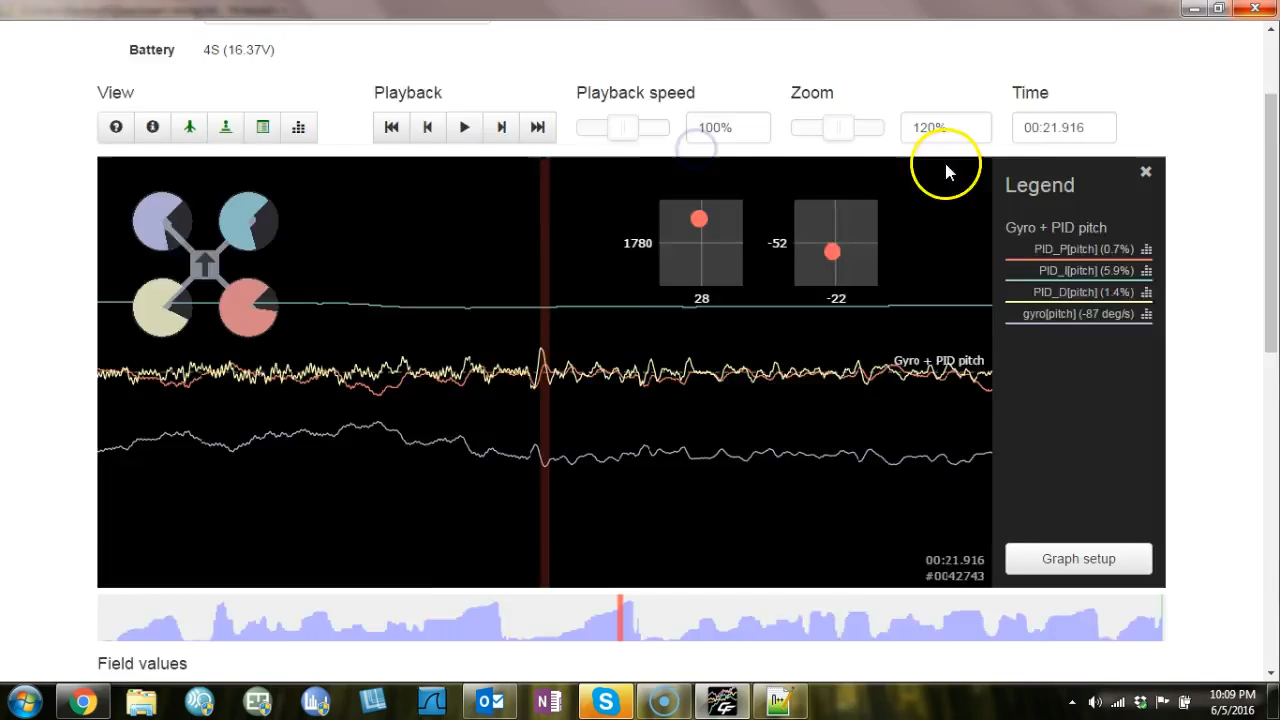 Battery 4S (16.37V)
View Playback Playback speed Zoom Time
100% 120% 00:21.916
Legend
Gyro + PID pitch
PID_P[pitch] (0.7%)
1780 -52
PID_I[pitch] (5.9%)
28 -22
PID_D[pitch] (1.4%)
gyro[pitch] (-87 deg/s)
Gyro + PID pitch
00:21.916
#0042743
Graph setup
Field values
10:09 PM
6/5/2016